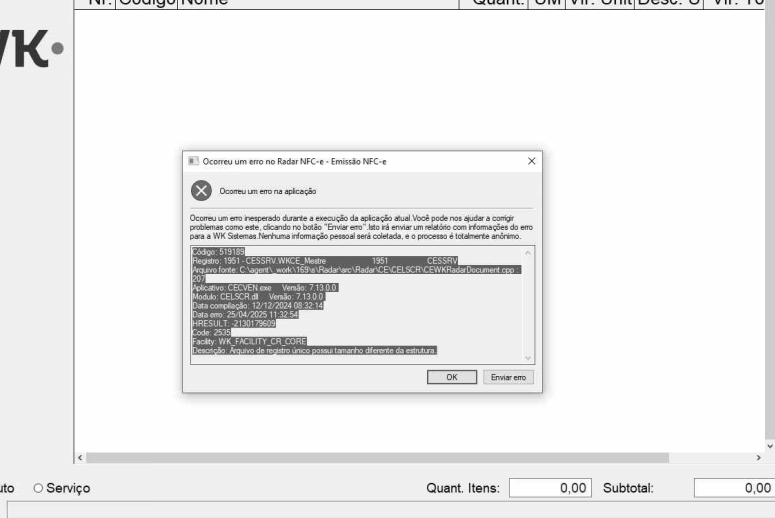 Nr. Código Nome Quant. UM Vlr. Unit Desc. U Vlr. To
WK
Ocorreu um erro no Radar NFC-e - Emissão NFC-e
Ocorreu um erro na aplicação
Ocorreu um erro inesperado durante a execução da aplicação atual.Você pode nos ajudar a corrigir
problemas como este, clicando no botão "Enviar erro".Isto irá enviar um relatório com informações do erro
para a WK Sistemas.Nenhuma informação pessoal será coletada, e o processo é totalmente anônimo.
Código: 519189
Registro: 1951 - CESSRV.WKCE_Mestre 1951 CESSRV
Arquivo fonte: C:\agent\_work\169\s\Radar\src\Radar\CE\CELSCR\CEWKRadarDocument.cpp :
207
Aplicativo: CECVEN.exe Versão: 7.13.0.0
Modulo: CELSCR.dll Versão: 7.13.0.0
Data compilação: 12/12/2024 08:32:14
Data erro: 25/04/2025 11:32:54
HRESULT: -2130179609
Code: 2535
Facility: WK_FACILITY_CR_CORE
Descrição: Arquivo de registro único possui tamanho diferente da estrutura.
OK Enviar erro
uto Serviço Quant. Itens: 0,00 Subtotal: 0,00